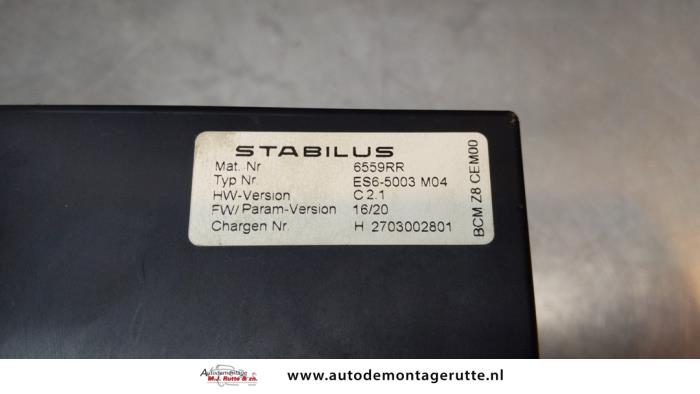 STABILUS
Mat. Nr 6559RR
Typ Nr. ES6-5003 M04
HW-Version C 2.1
FW/ Param-Version 16/20
Chargen Nr. H 2703002801
BCM Z8 CEM00
Autodemontage
M.J. Rutte & zn.
www.autodemontagerutte.nl